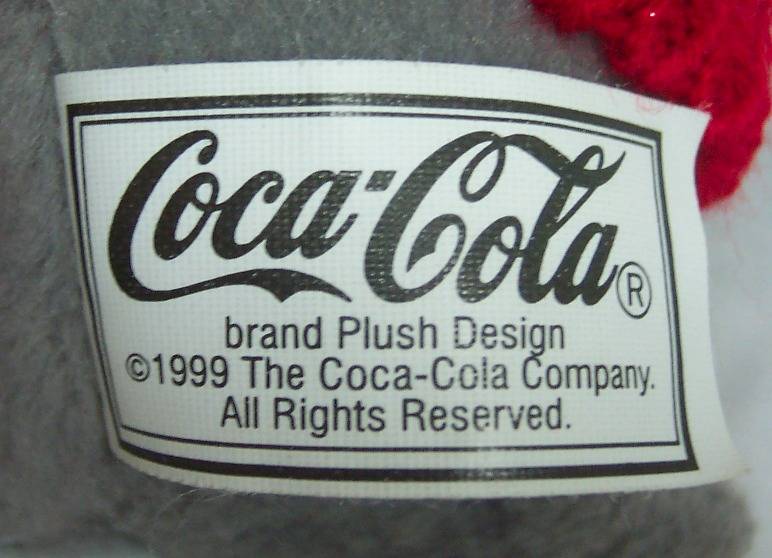 Coca-Cola®
brand Plush Design
©1999 The Coca-Cola Company.
All Rights Reserved.